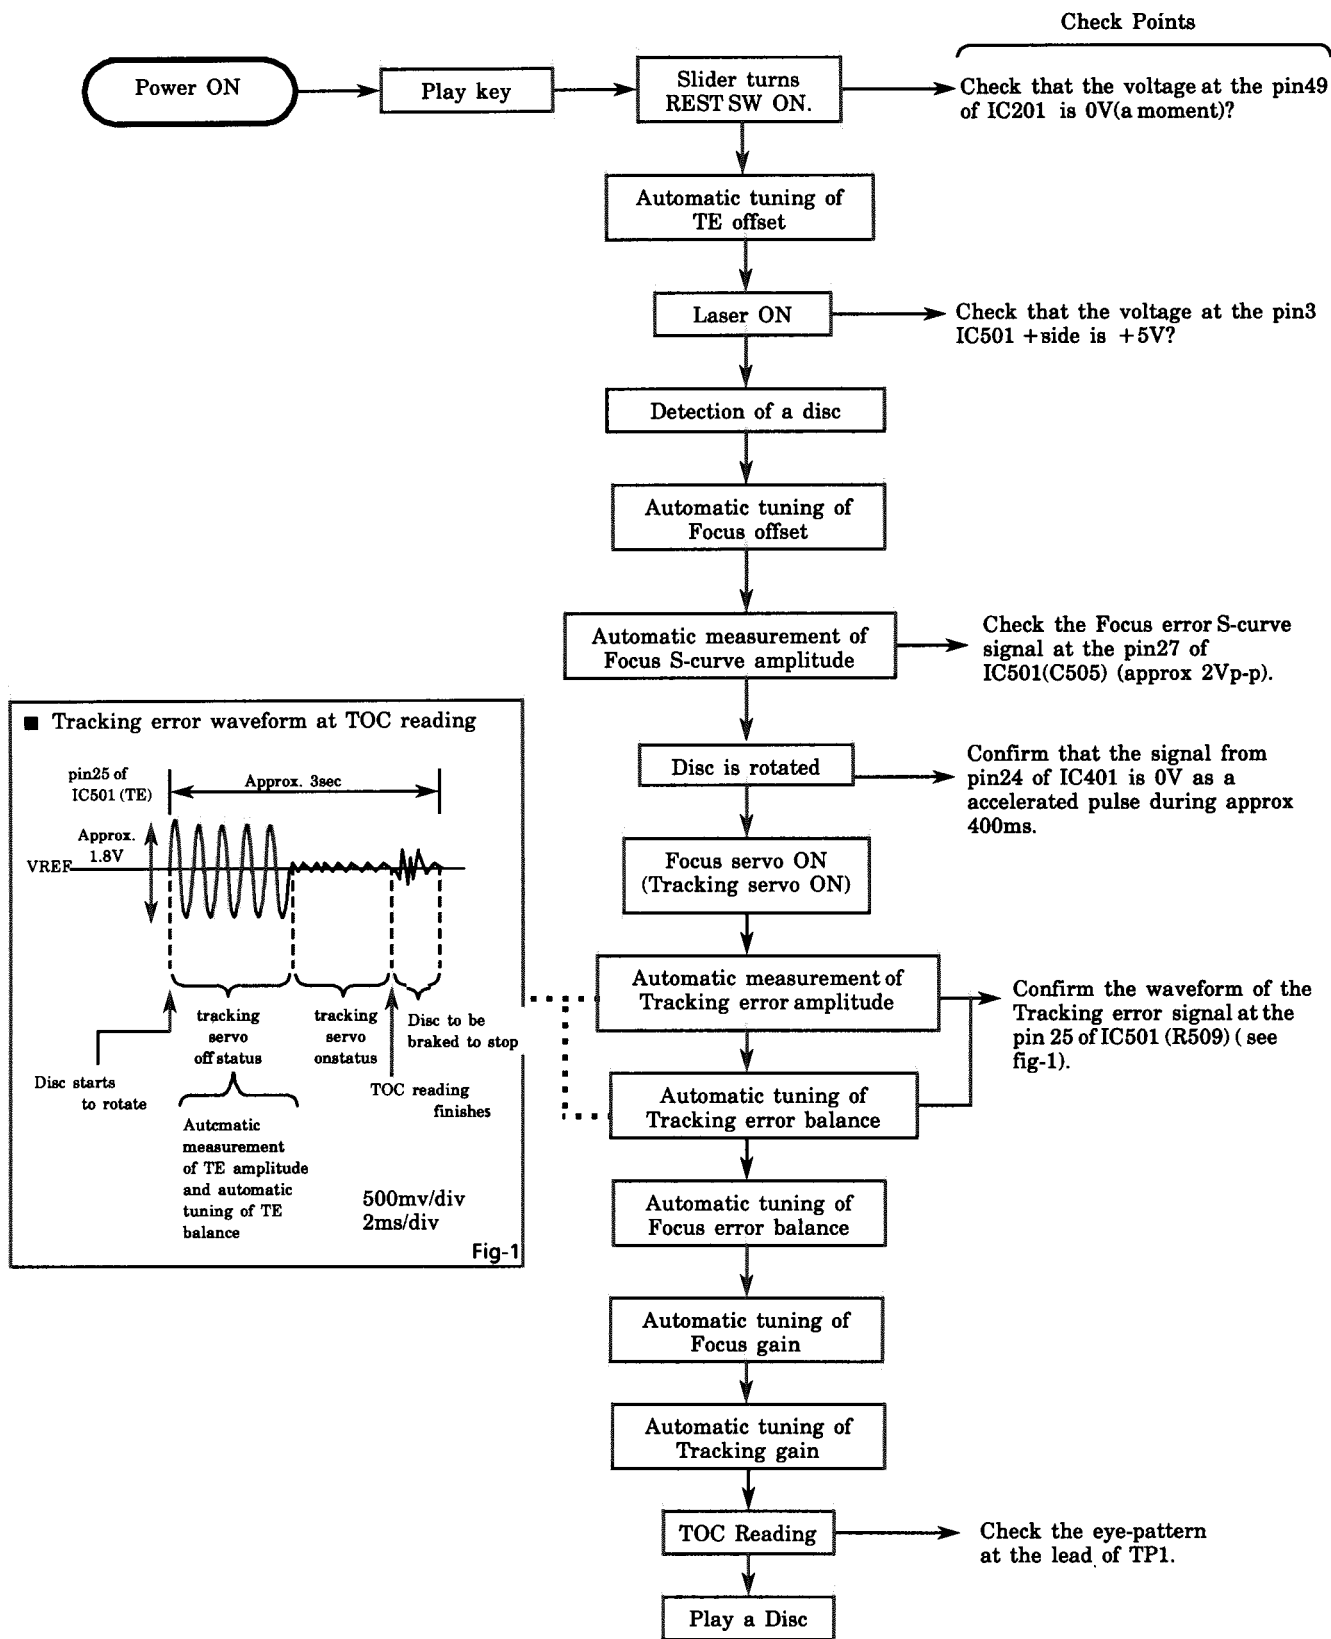 Check Points
Power ON
Play key
Slider turns
REST SW ON.
Check that the voltage at the pin49
of IC201 is 0V(a moment)?
Automatic tuning of
TE offset
Laser ON
Check that the voltage at the pin3
IC501 +side is +5V?
Detection of a disc
Automatic tuning of
Focus offset
Automatic measurement of
Focus S-curve amplitude
Check the Focus error S-curve
signal at the pin27 of
IC501(C505) (approx 2Vp-p).
Disc is rotated
Confirm that the signal from
pin24 of IC401 is 0V as a
accelerated pulse during approx
400ms.
Focus servo ON
(Tracking servo ON)
Automatic measurement of
Tracking error amplitude
Confirm the waveform of the
Tracking error signal at the
pin 25 of IC501 (R509) ( see
fig-1).
Automatic tuning of
Tracking error balance
Automatic tuning of
Focus error balance
Automatic tuning of
Focus gain
Automatic tuning of
Tracking gain
TOC Reading
Check the eye-pattern
at the lead of TP1.
Play a Disc
■ Tracking error waveform at TOC reading
pin25 of
IC501 (TE)
Approx. 3sec
Approx.
1.8V
VREF
tracking
servo
off status
tracking
servo
onstatus
Disc to be
braked to stop
Disc starts
to rotate
TOC reading
finishes
Autcmatic
measurement
of TE amplitude
and automatic
tuning of TE
balance
500mv/div
2ms/div
Fig-1